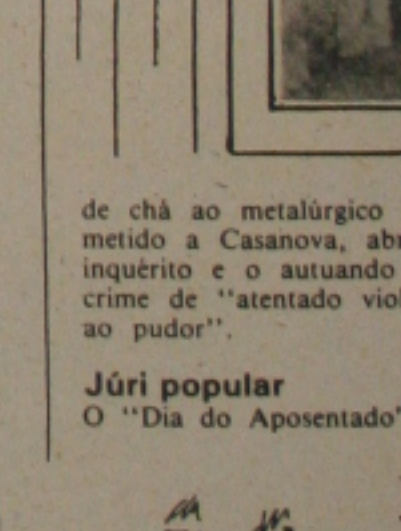 de chá ao metalúrgico
metido a Casanova, abr
inquérito e o autuando
crime de "atentado viol
ao pudor".
Júri popular
O "Dia do Aposentado"